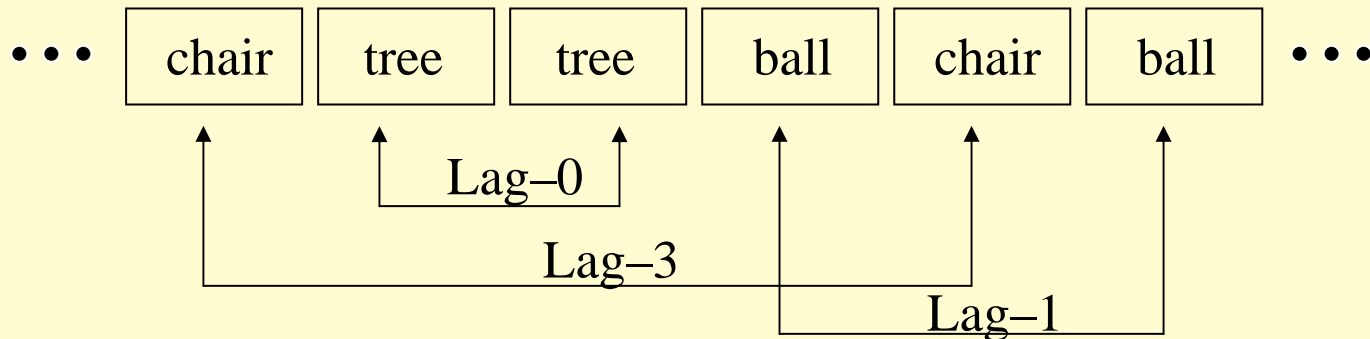 ••• chair tree tree ball chair ball •••
Lag–0
Lag–3
Lag–1